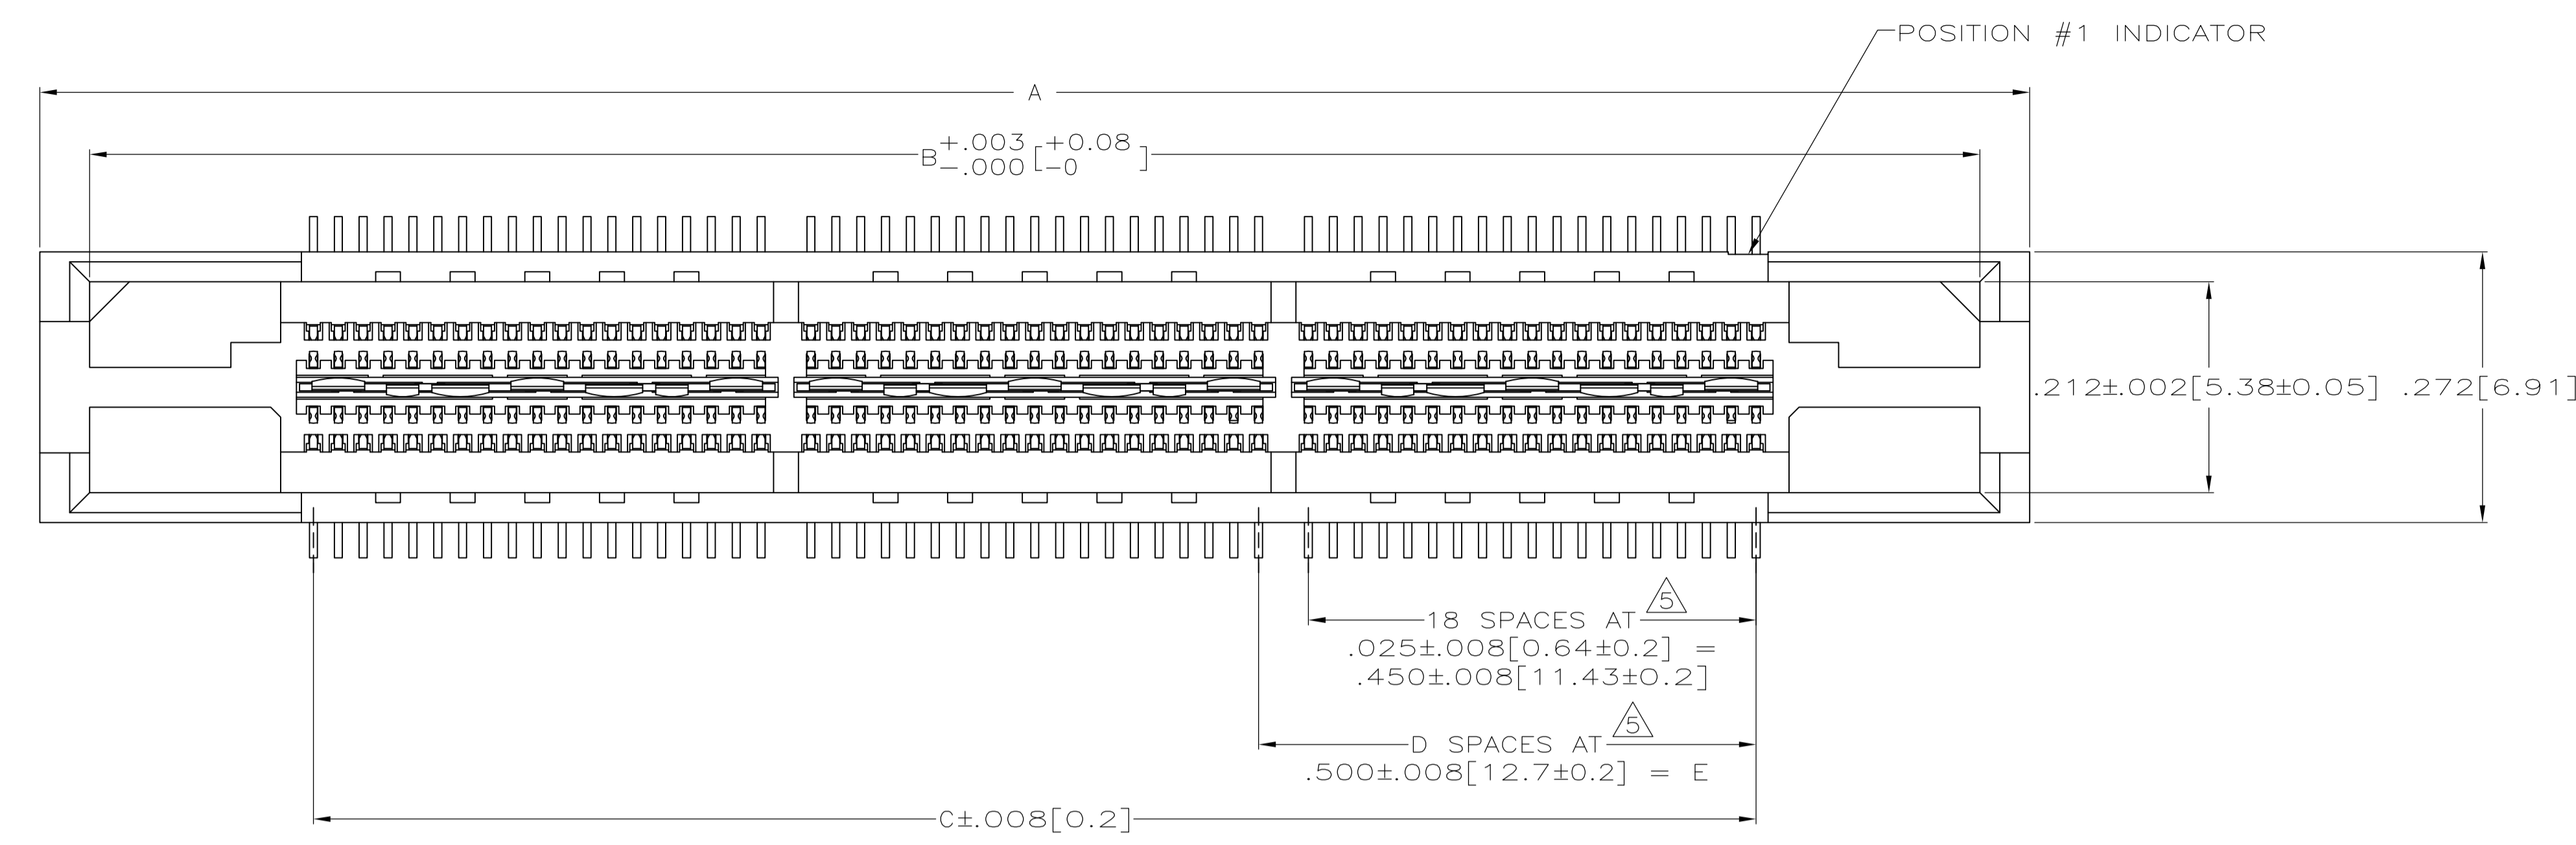 POSITION #1 INDICATOR
A
B +.003 -.000 [+0.08 -0]
.212±.002[5.38±0.05] .272[6.91]
5
18 SPACES AT
.025±.008[0.64±0.2] =
.450±.008[11.43±0.2]
5
D SPACES AT
.500±.008[12.7±0.2] = E
C±.008[0.2]